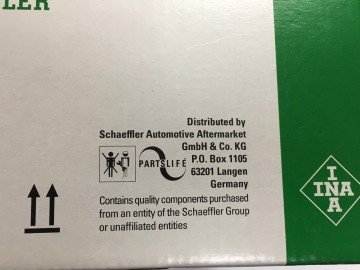 LER
Distributed by
Schaeffler Automotive Aftermarket
GmbH & Co. KG
P.O. Box 1105
63201 Langen
Germany
PARTSLIFE
Contains quality components purchased
from an entity of the Schaeffler Group
or unaffiliated entities
I
INA
A